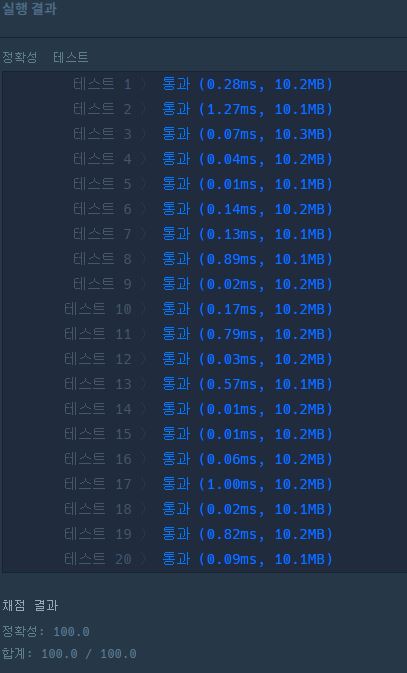 실행 결과
정확성 테스트
테스트 1 〉 통과 (0.28ms, 10.2MB)
테스트 2 〉 통과 (1.27ms, 10.1MB)
테스트 3 〉 통과 (0.07ms, 10.3MB)
테스트 4 〉 통과 (0.04ms, 10.2MB)
테스트 5 〉 통과 (0.01ms, 10.1MB)
테스트 6 〉 통과 (0.14ms, 10.2MB)
테스트 7 〉 통과 (0.13ms, 10.1MB)
테스트 8 〉 통과 (0.89ms, 10.1MB)
테스트 9 〉 통과 (0.02ms, 10.2MB)
테스트 10 〉 통과 (0.17ms, 10.2MB)
테스트 11 〉 통과 (0.79ms, 10.2MB)
테스트 12 〉 통과 (0.03ms, 10.2MB)
테스트 13 〉 통과 (0.57ms, 10.1MB)
테스트 14 〉 통과 (0.01ms, 10.2MB)
테스트 15 〉 통과 (0.01ms, 10.2MB)
테스트 16 〉 통과 (0.06ms, 10.2MB)
테스트 17 〉 통과 (1.00ms, 10.2MB)
테스트 18 〉 통과 (0.02ms, 10.1MB)
테스트 19 〉 통과 (0.82ms, 10.2MB)
테스트 20 〉 통과 (0.09ms, 10.1MB)
채점 결과
정확성: 100.0
합계: 100.0 / 100.0